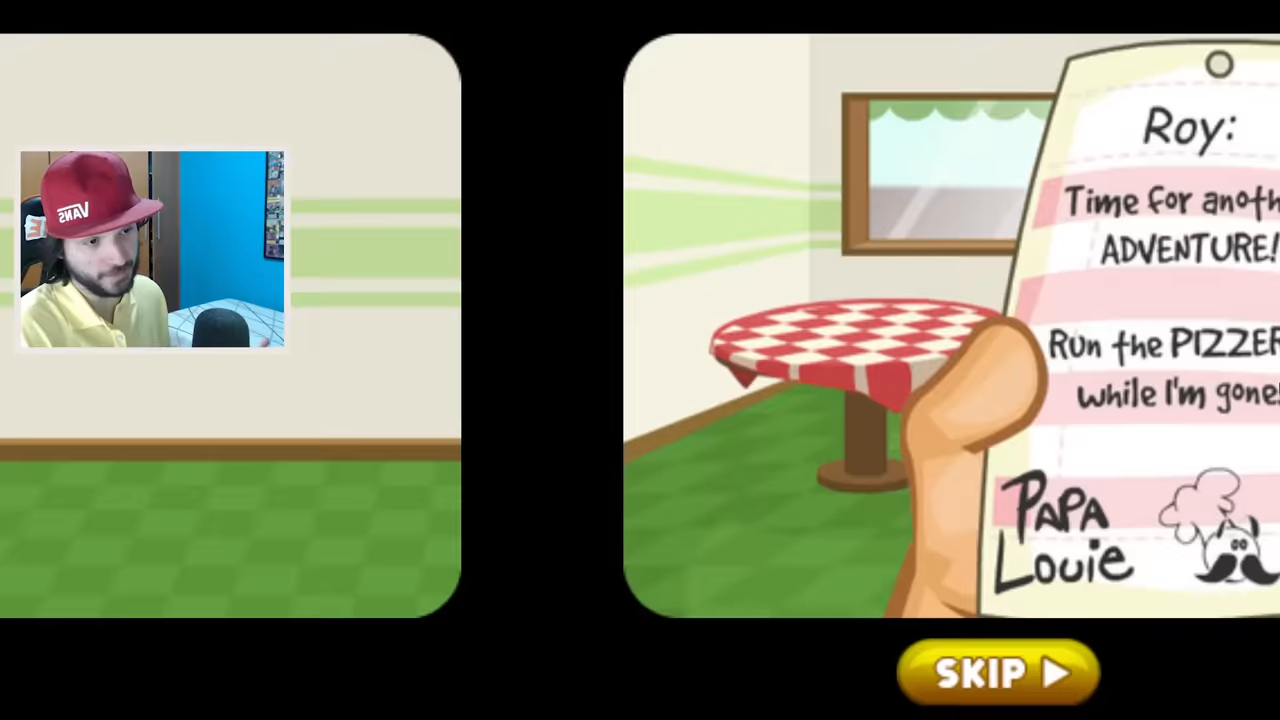 VANS
Roy:
Time for anoth
ADVENTURE!
Run the PIZZER
while I'm gone!
PAPA
Louie
SKIP